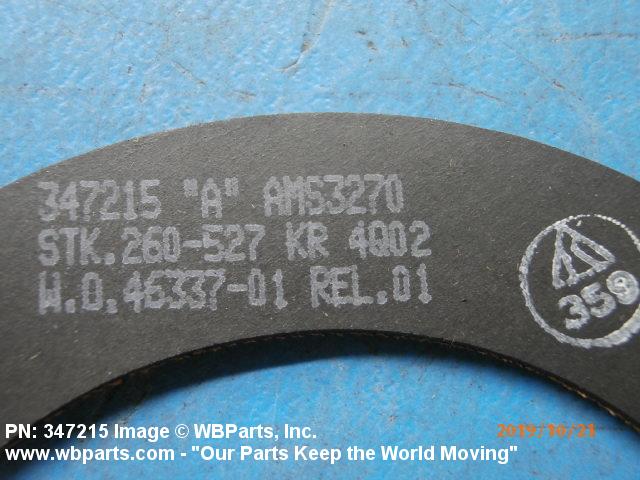 347215 "A" AMS3270
STK.260-527 KR 4Q02
W.O.46337-01 REL.01
359
PN: 347215 Image © WBParts, Inc.
2019/10/21
www.wbparts.com - "Our Parts Keep the World Moving"